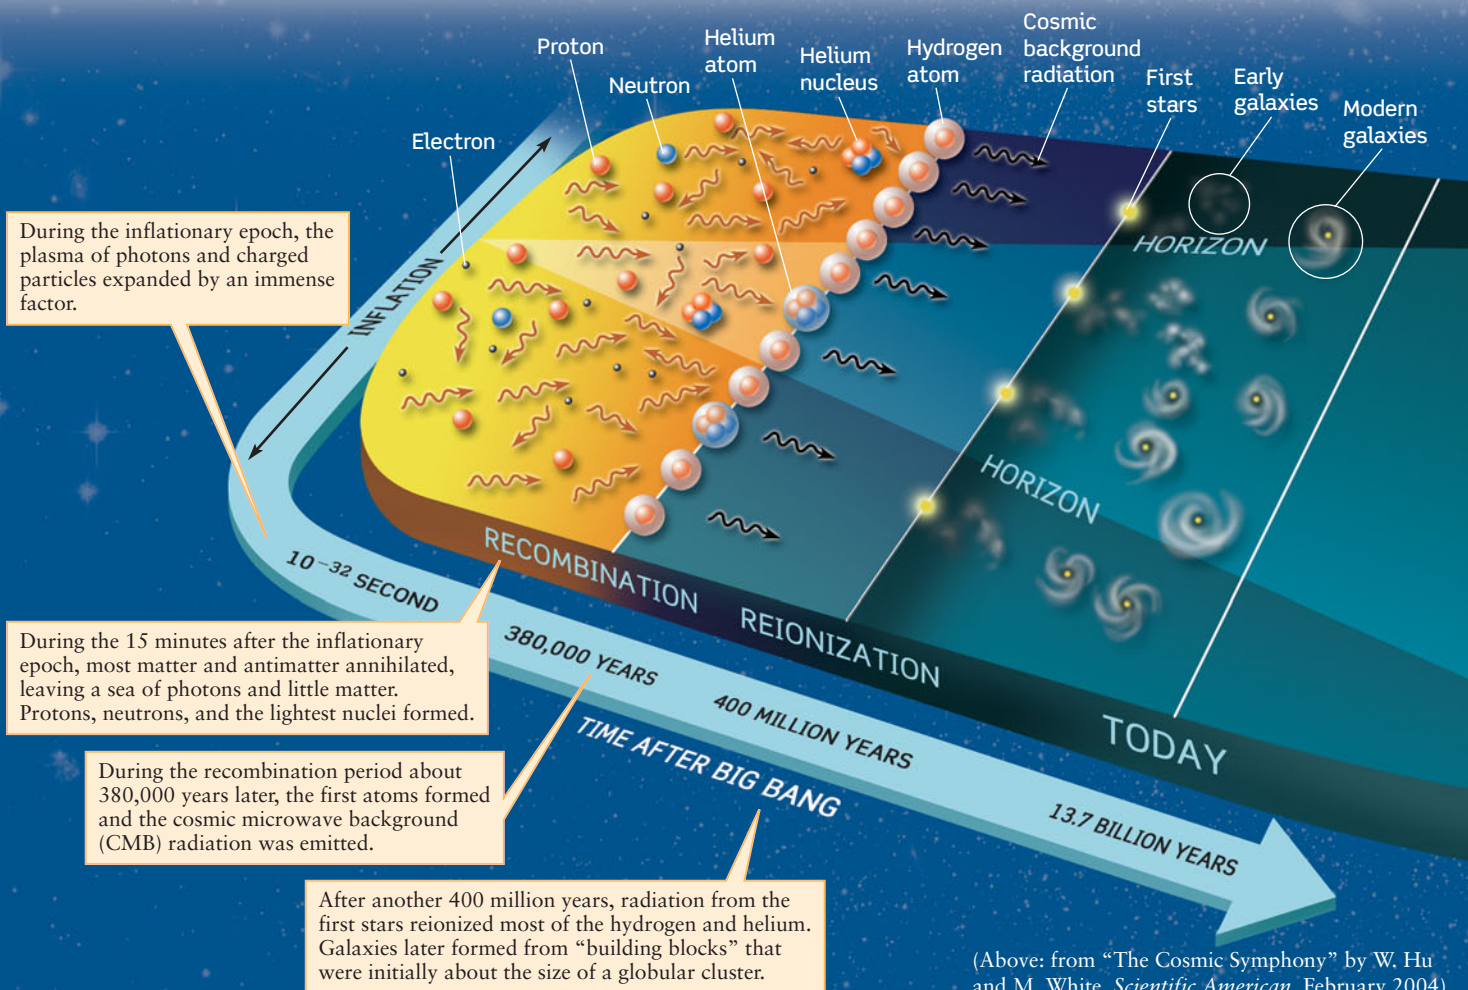 Proton
Neutron
Electron
Helium
atom
Helium
nucleus
Hydrogen
atom
Cosmic
background
radiation
First
stars
Early
galaxies
Modern
galaxies
During the inflationary epoch, the
plasma of photons and charged
particles expanded by an immense
factor.
INFLATION
HORIZON
HORIZON
RECOMBINATION
REIONIZATION
TODAY
10⁻³² SECOND
380,000 YEARS
400 MILLION YEARS
13.7 BILLION YEARS
TIME AFTER BIG BANG
During the 15 minutes after the inflationary
epoch, most matter and antimatter annihilated,
leaving a sea of photons and little matter.
Protons, neutrons, and the lightest nuclei formed.
During the recombination period about
380,000 years later, the first atoms formed
and the cosmic microwave background
(CMB) radiation was emitted.
After another 400 million years, radiation from the
first stars reionized most of the hydrogen and helium.
Galaxies later formed from “building blocks” that
were initially about the size of a globular cluster.
(Above: from “The Cosmic Symphony” by W. Hu
and M. White, Scientific American, February 2004)